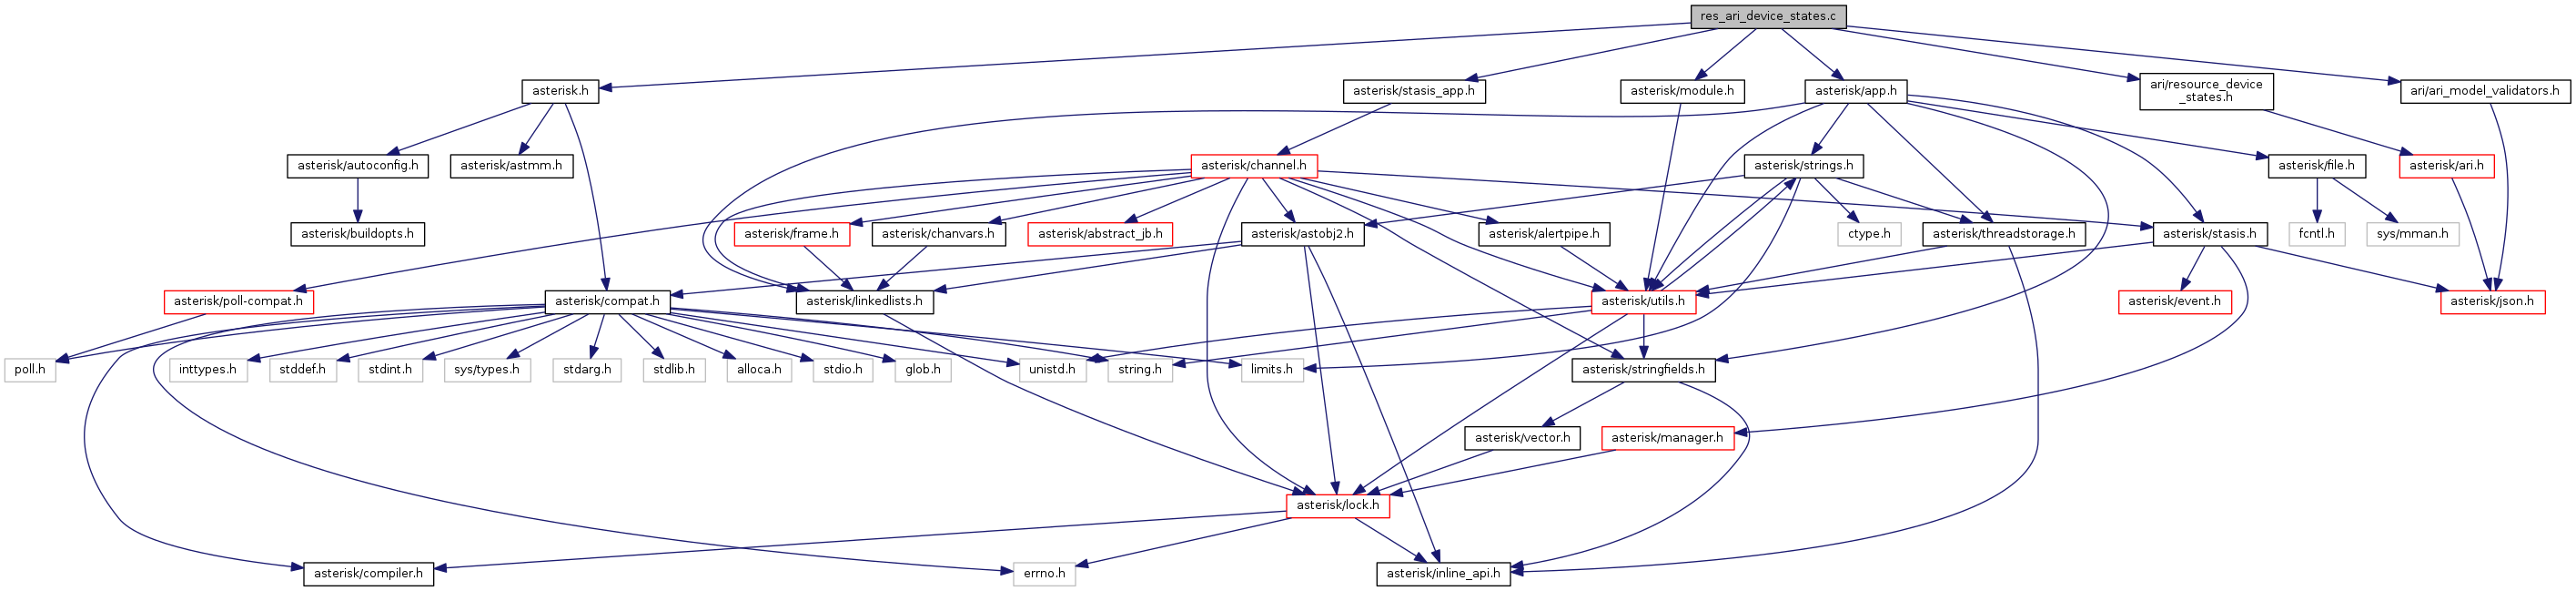 res_ari_device_states.c
asterisk.h
asterisk/stasis_app.h
asterisk/module.h
asterisk/app.h
ari/resource_device
_states.h
ari/ari_model_validators.h
asterisk/autoconfig.h
asterisk/astmm.h
asterisk/channel.h
asterisk/strings.h
asterisk/file.h
asterisk/ari.h
asterisk/buildopts.h
asterisk/frame.h
asterisk/chanvars.h
asterisk/abstract_jb.h
asterisk/astobj2.h
asterisk/alertpipe.h
ctype.h
asterisk/threadstorage.h
asterisk/stasis.h
fcntl.h
sys/mman.h
asterisk/poll-compat.h
asterisk/compat.h
asterisk/linkedlists.h
asterisk/utils.h
asterisk/event.h
asterisk/json.h
poll.h
inttypes.h
stddef.h
stdint.h
sys/types.h
stdarg.h
stdlib.h
alloca.h
stdio.h
glob.h
unistd.h
string.h
limits.h
asterisk/stringfields.h
asterisk/vector.h
asterisk/manager.h
asterisk/lock.h
asterisk/compiler.h
errno.h
asterisk/inline_api.h